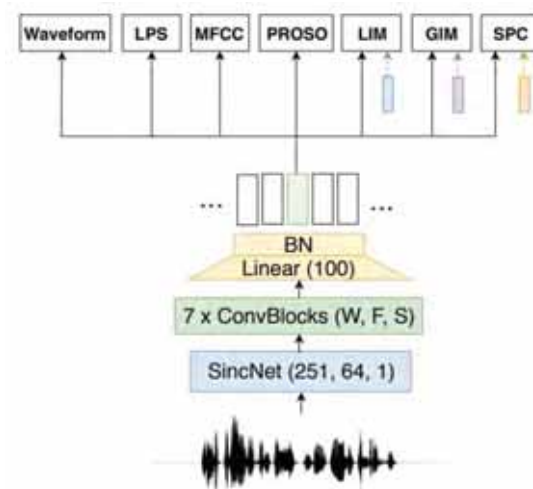 Waveform LPS MFCC PROSO LIM GIM SPC
... ...
BN
Linear (100)
7 x ConvBlocks (W, F, S)
SincNet (251, 64, 1)